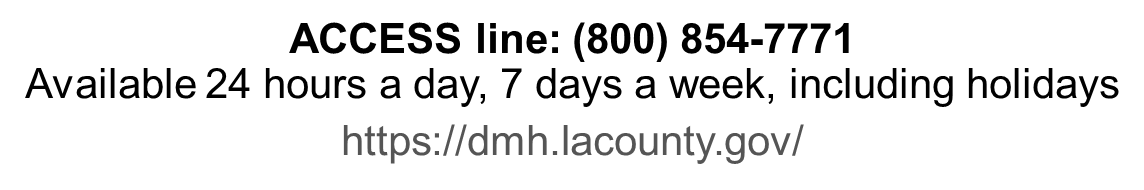 ACCESS line: (800) 854-7771
Available 24 hours a day, 7 days a week, including holidays
https://dmh.lacounty.gov/